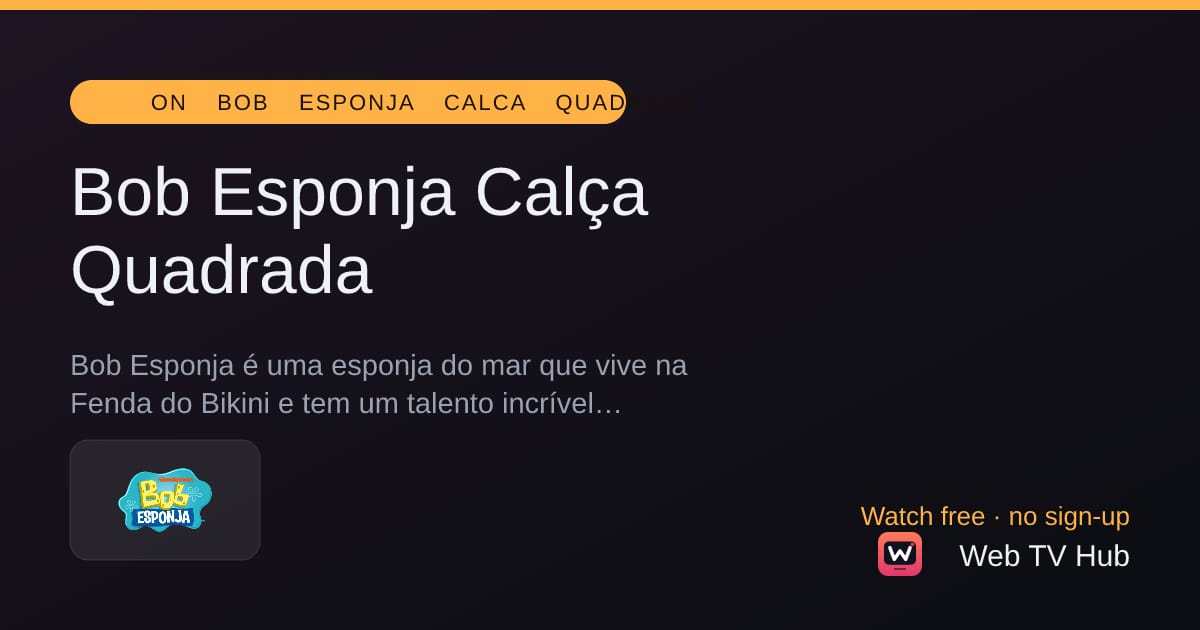 ON BOB ESPONJA CALCA QUAD
Bob Esponja Calça
Quadrada
Bob Esponja é uma esponja do mar que vive na
Fenda do Bikini e tem um talento incrível…
nickelodeon
Bob
ESPONJA
Watch free · no sign-up
W
Web TV Hub